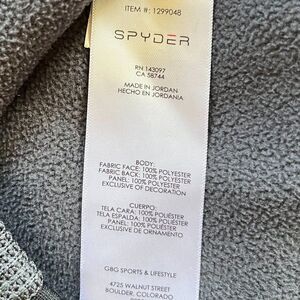 ITEM #: 1299048
SPYDER
RN 143097
CA 58744
MADE IN JORDAN
HECHO EN JORDANIA
BODY:
FABRIC FACE: 100% POLYESTER
FABRIC BACK: 100% POLYESTER
PANEL: 100% POLYESTER
EXCLUSIVE OF DECORATION
CUERPO:
TELA CARA: 100% POLIÉSTER
TELA ESPALDA: 100% POLIÉSTER
PANEL: 100% POLIÉSTER
EXCLUSIVE DE ORNAMENTO
GBG SPORTS & LIFESTYLE
4725 WALNUT STREET
BOULDER, COLORADO